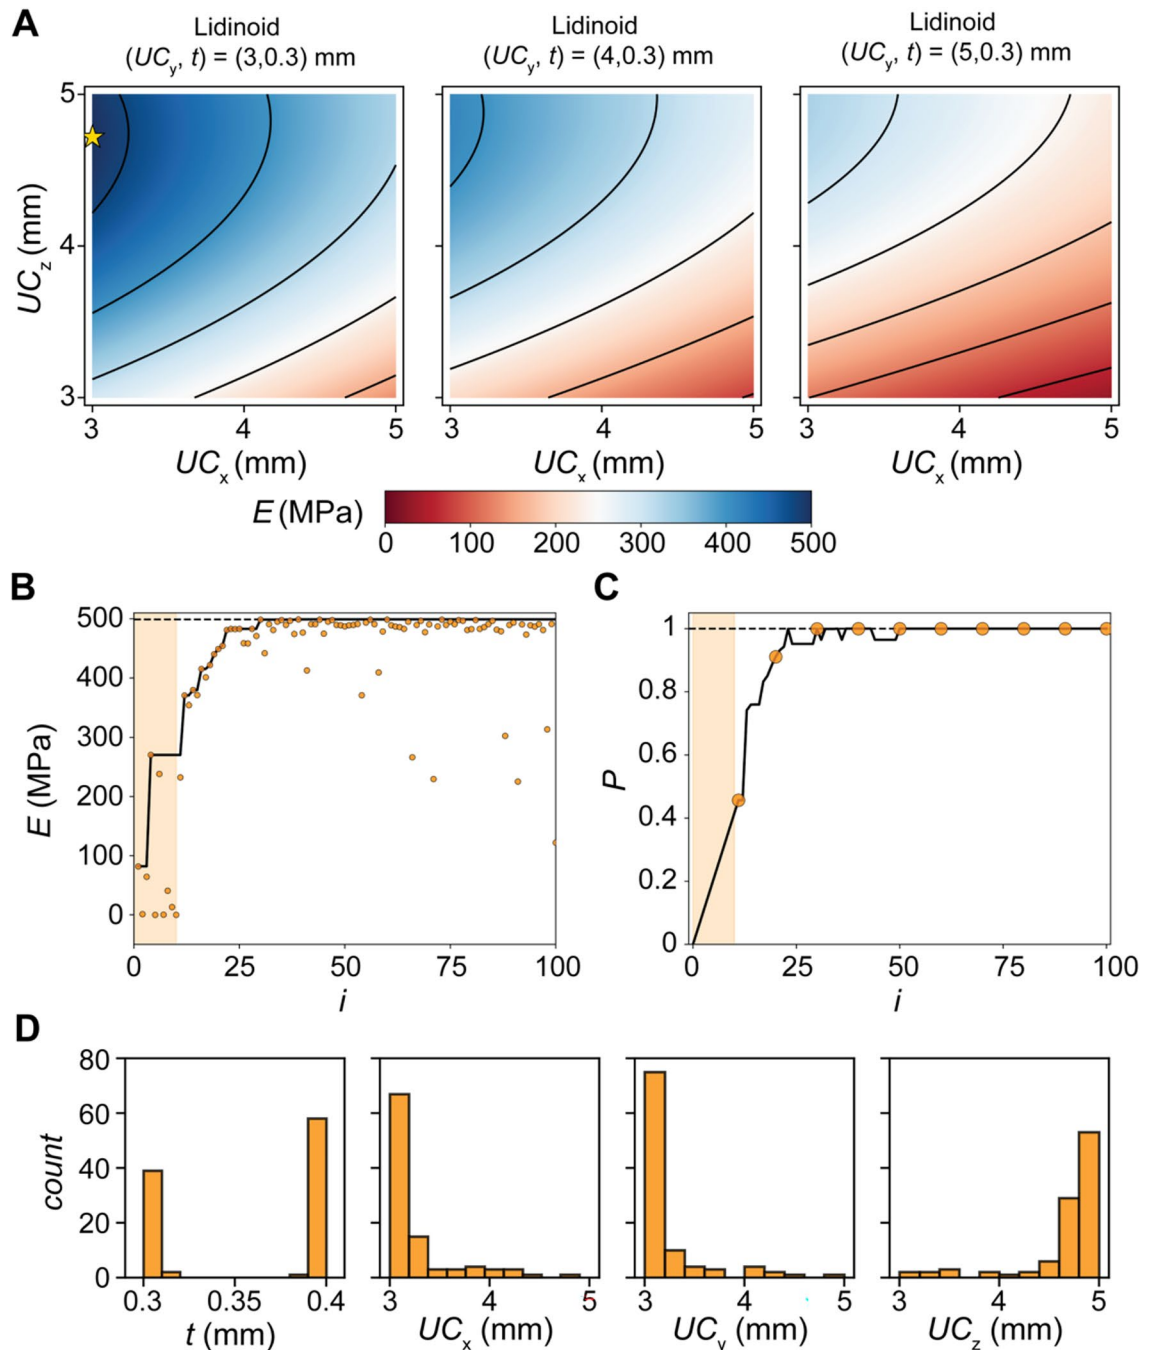 A
Lidinoid
(UCy, t) = (3,0.3) mm
Lidinoid
(UCy, t) = (4,0.3) mm
Lidinoid
(UCy, t) = (5,0.3) mm
5
4
3
UCz (mm)
3 4 5
3 4 5
3 4 5
UCx (mm)
UCx (mm)
UCx (mm)
E (MPa)
0 100 200 300 400 500
B
500
400
300
200
100
0
E (MPa)
0 25 50 75 100
i
C
1
0.8
0.6
0.4
0.2
0
P
0 25 50 75 100
i
D
80
60
40
20
0
count
0.3 0.35 0.4
t (mm)
3 4 5
UCx (mm)
3 4 5
UCy (mm)
3 4 5
UCz (mm)